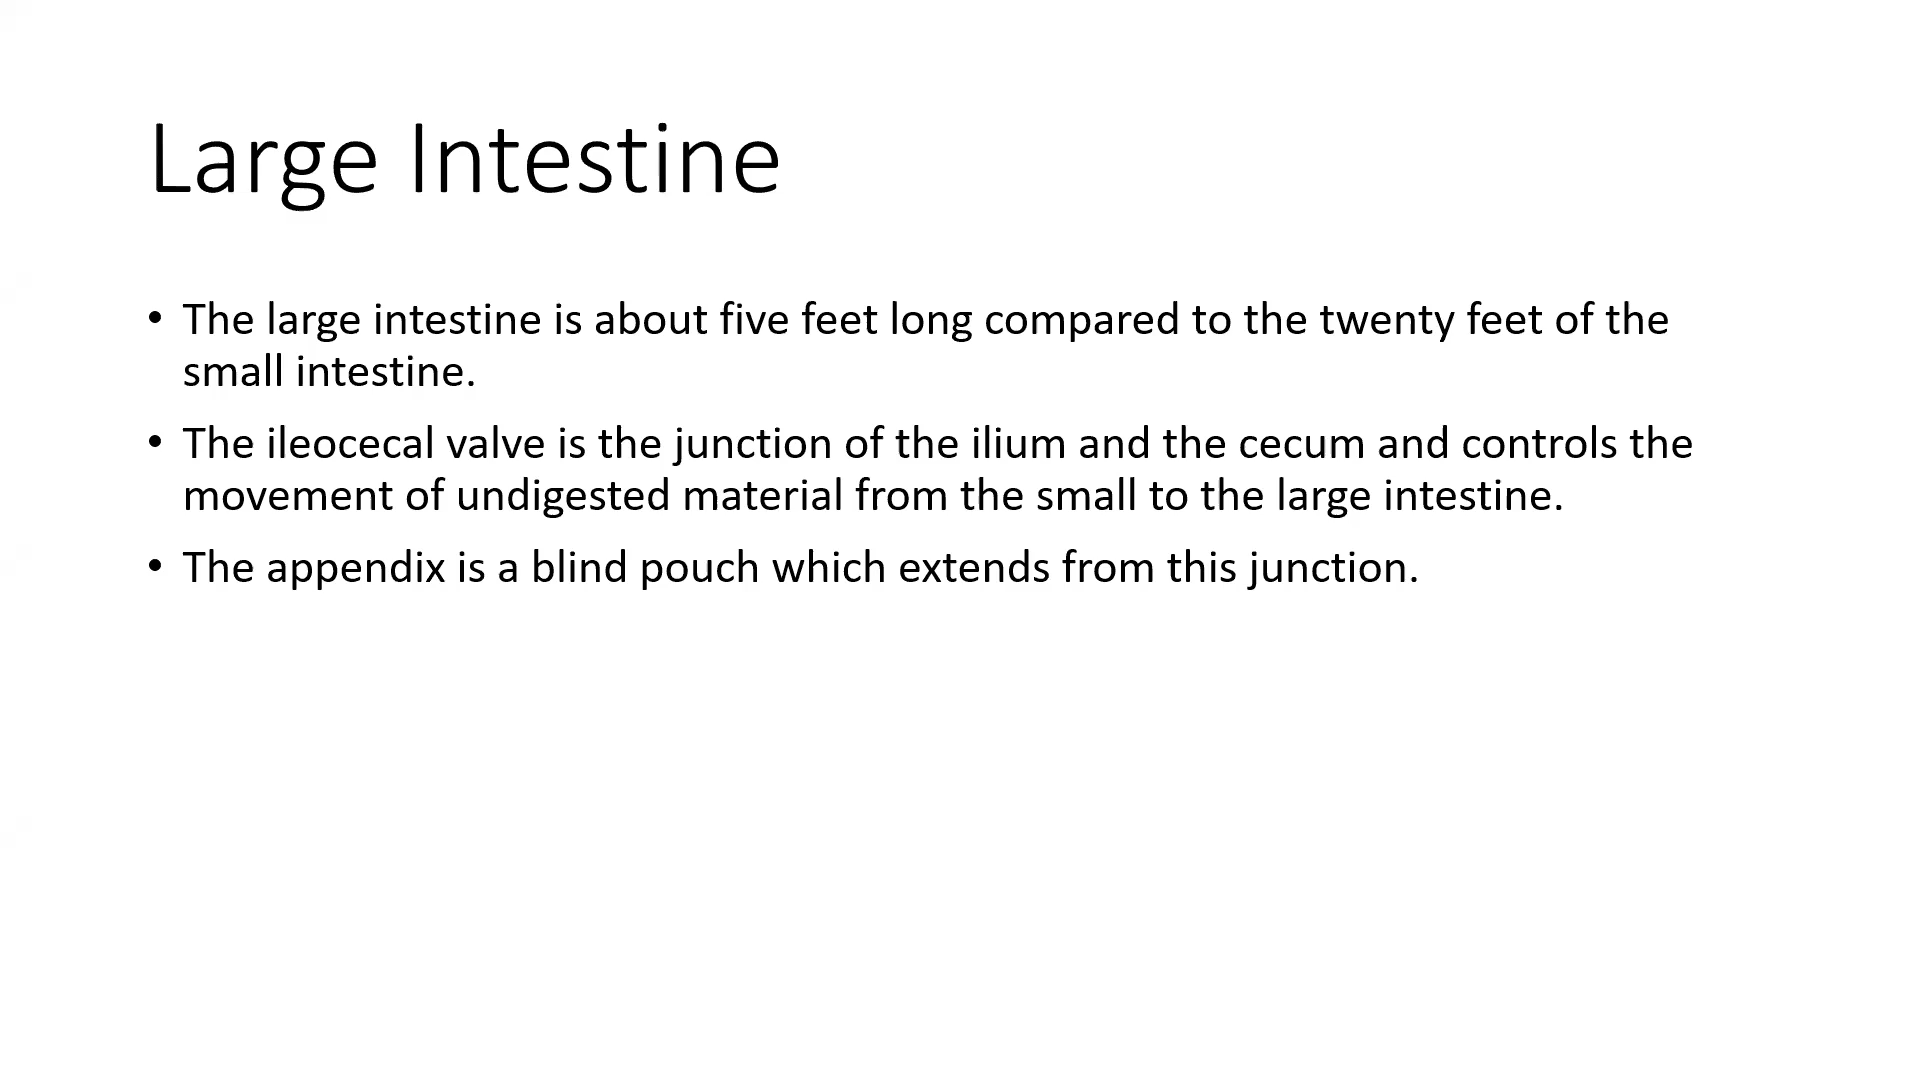 Large Intestine
• The large intestine is about five feet long compared to the twenty feet of the
small intestine.
• The ileocecal valve is the junction of the ilium and the cecum and controls the
movement of undigested material from the small to the large intestine.
• The appendix is a blind pouch which extends from this junction.